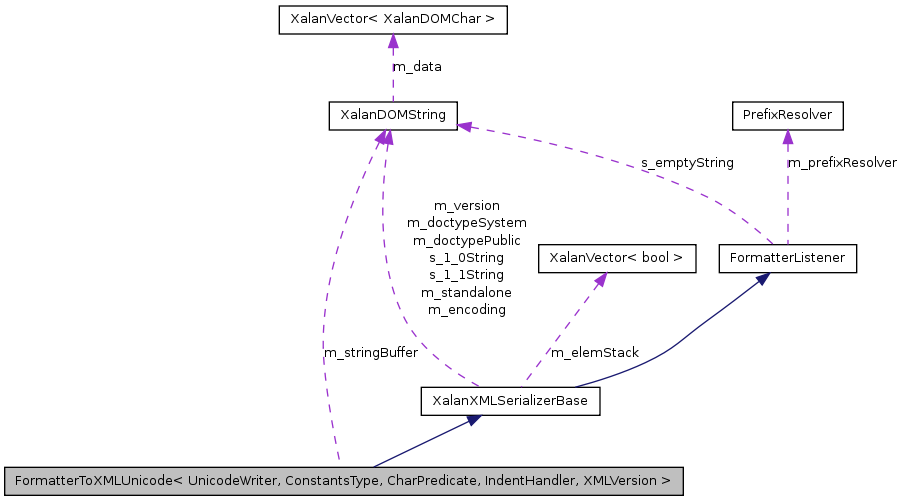 XalanVector< XalanDOMChar >
m_data
XalanDOMString
PrefixResolver
s_emptyString
m_prefixResolver
m_version
m_doctypeSystem
m_doctypePublic
s_1_0String
s_1_1String
m_standalone
m_encoding
XalanVector< bool >
FormatterListener
m_stringBuffer
m_elemStack
XalanXMLSerializerBase
FormatterToXMLUnicode< UnicodeWriter, ConstantsType, CharPredicate, IndentHandler, XMLVersion >